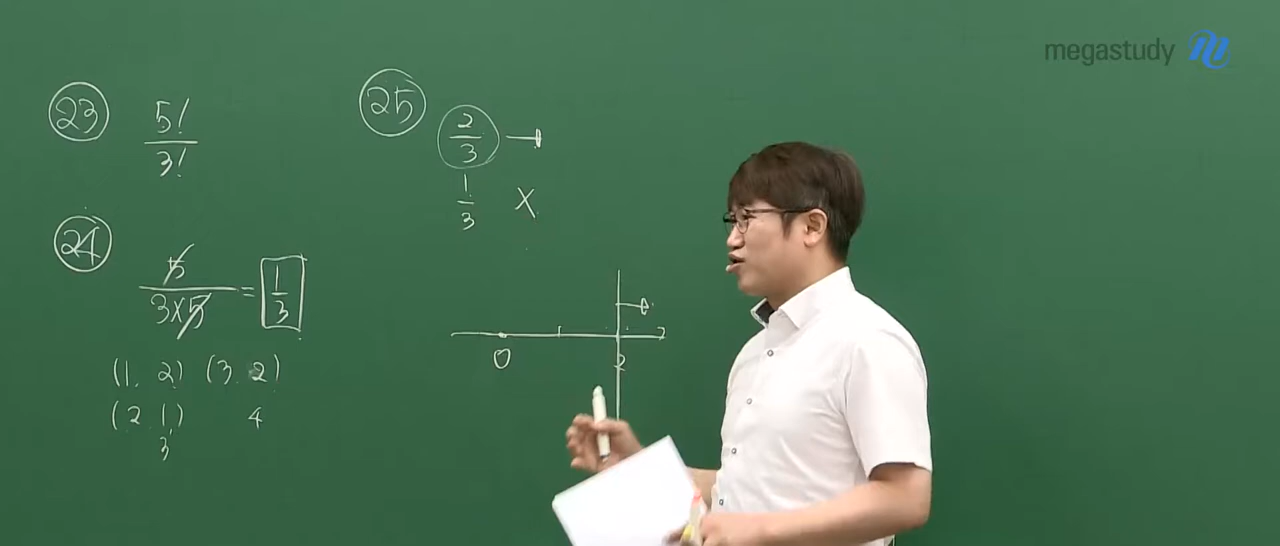 megastudy
23 5!/3!
24 5/(3×5) = 1/3
(1, 2) (3, 2)
(2, 1) 4
3
25 2/3 →
1/3 X
0 2